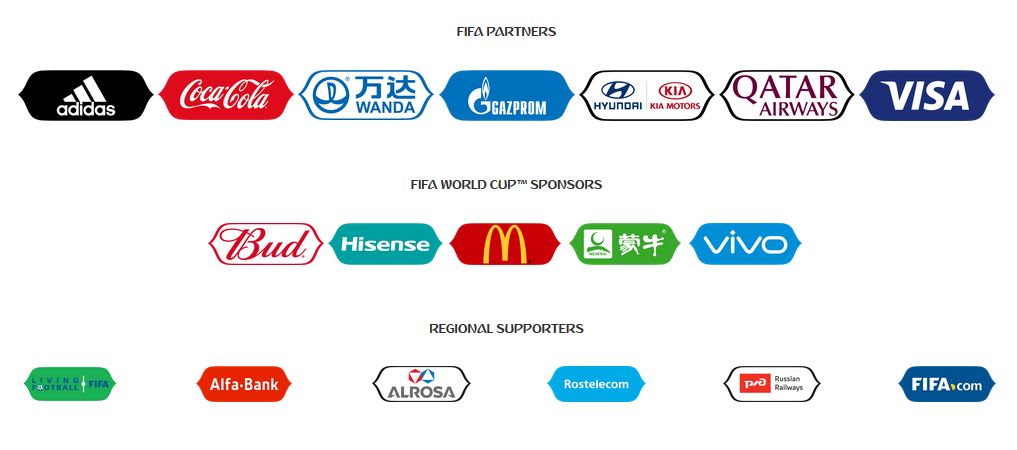 FIFA PARTNERS
adidas
Coca-Cola
万达
WANDA
GAZPROM
HYUNDAI
KIA
KIA MOTORS
QATAR
AIRWAYS
VISA
FIFA WORLD CUP™ SPONSORS
Bud
Hisense
蒙牛
vivo
REGIONAL SUPPORTERS
LIVING
FOOTBALL
FIFA
Alfa·Bank
ALROSA
Rostelecom
Russian
Railways
FIFA.com